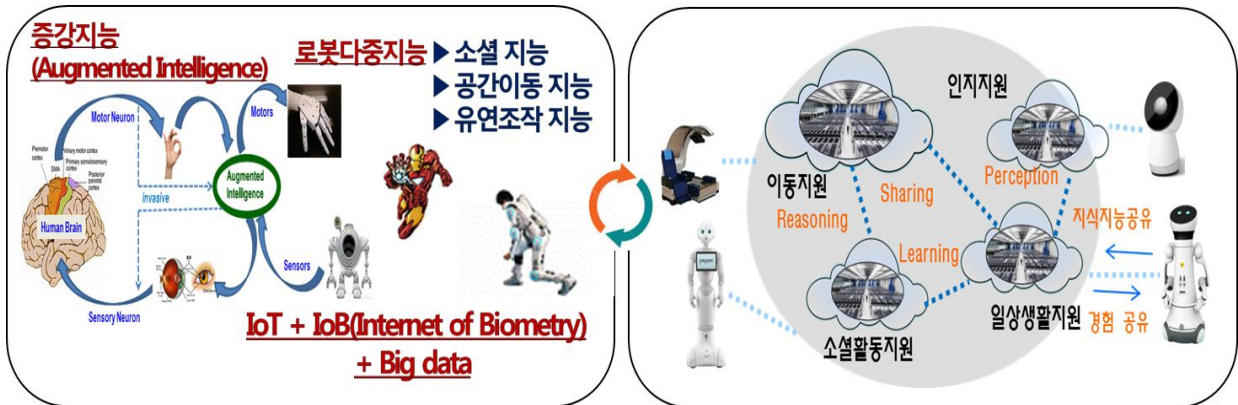 증강지능
(Augmented Intelligence)
로봇다중지능
▶ 소셜 지능
▶ 공간이동 지능
▶ 유연조작 지능
Motor Neuron
Motors
Premotor cortex
SMA
Primary motor cortex
Primary somatosensory cortex
Posterior parietal cortex
Augmented
Intelligence
invasive
Human Brain
Sensors
Sensory Neuron
IoT + IoB(Internet of Biometry)
+ Big data
인지지원
이동지원
Sharing
Perception
Reasoning
지식지능공유
Learning
pepper
일상생활지원
경험 공유
소셜활동지원